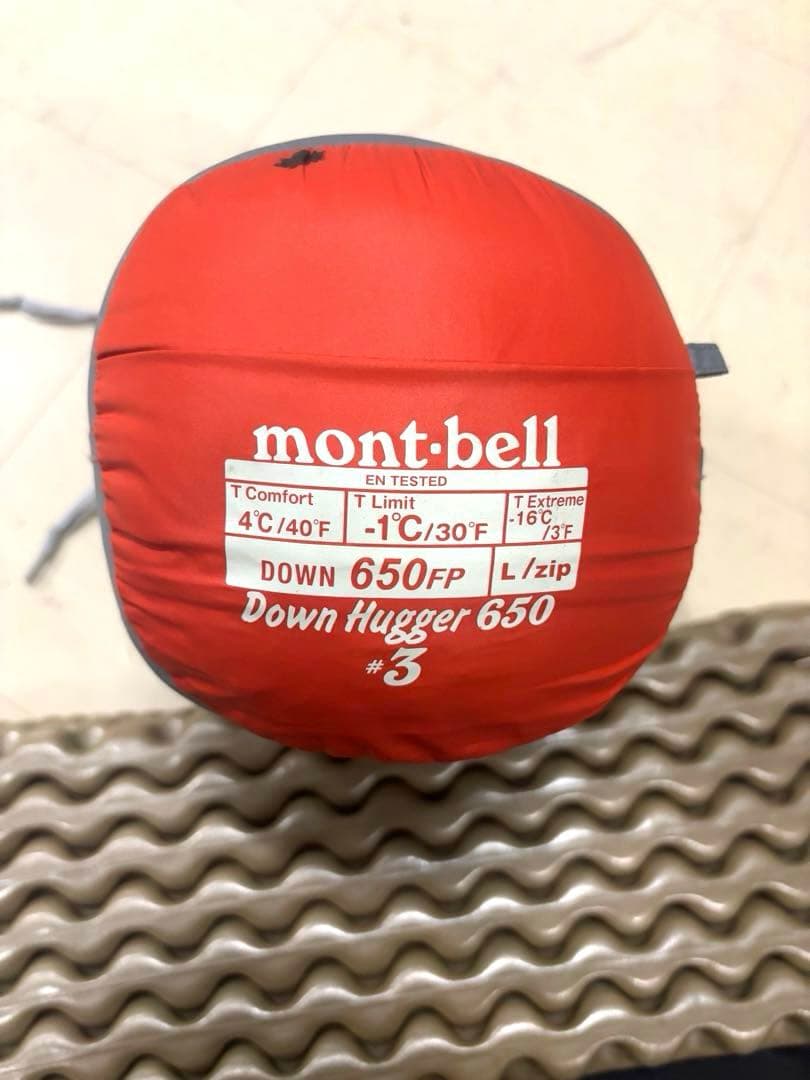 mont·bell
EN TESTED
T Comfort
4℃/40°F
T Limit
-1℃/30°F
T Extreme
-16℃
/3°F
DOWN 650FP
L/zip
Down Hugger 650
#3